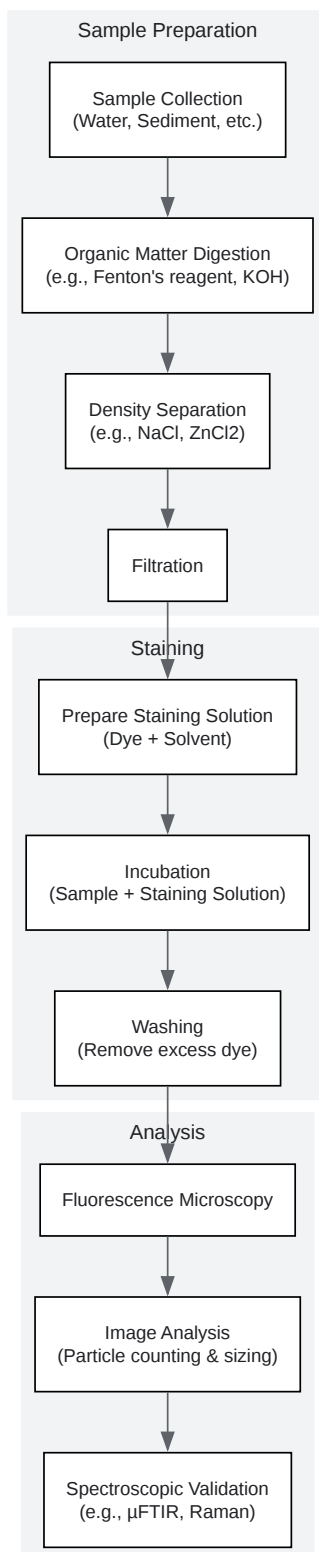 Sample Preparation
Sample Collection
(Water, Sediment, etc.)
Organic Matter Digestion
(e.g., Fenton's reagent, KOH)
Density Separation
(e.g., NaCl, ZnCl2)
Filtration
Staining
Prepare Staining Solution
(Dye + Solvent)
Incubation
(Sample + Staining Solution)
Washing
(Remove excess dye)
Analysis
Fluorescence Microscopy
Image Analysis
(Particle counting & sizing)
Spectroscopic Validation
(e.g., µFTIR, Raman)